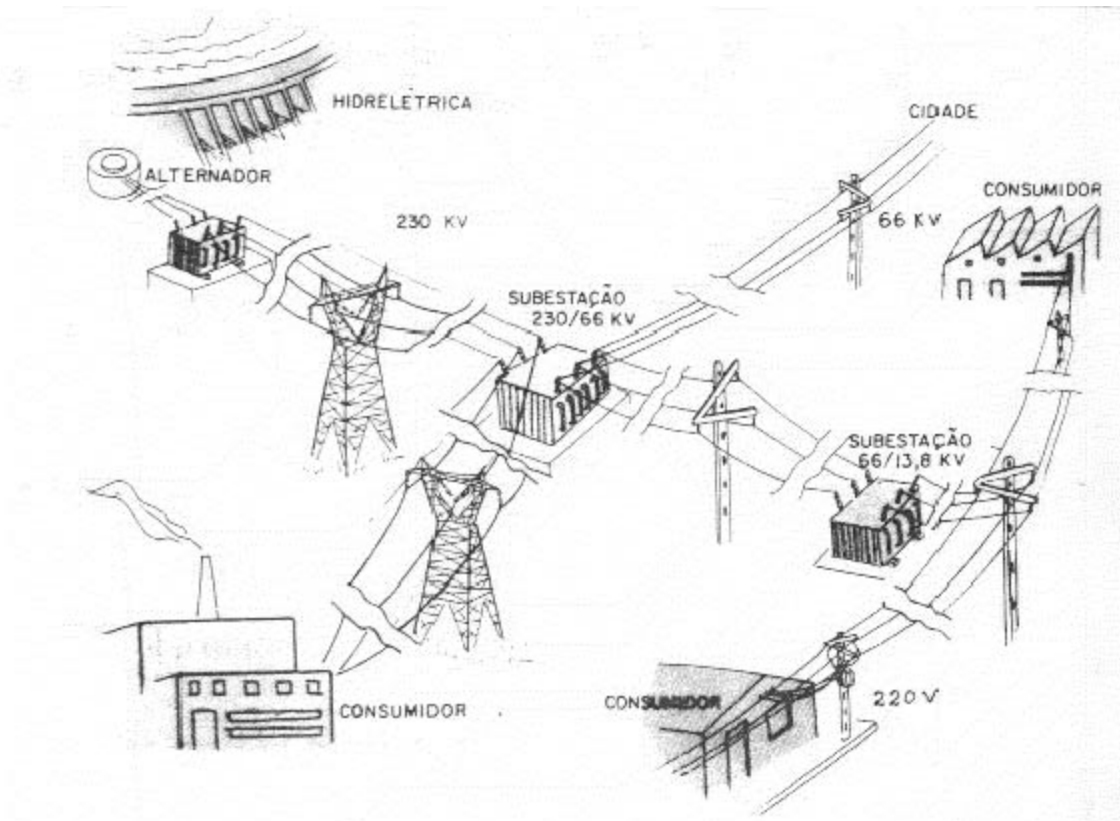 HIDRELÉTRICA
CIDADE
ALTERNADOR
CONSUMIDOR
230 KV
66 KV
SUBESTAÇÃO
230/66 KV
SUBESTAÇÃO
66/13,8 KV
CONSUMIDOR
CONSUMIDOR
220 V